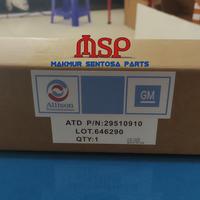 MSP
MAKMUR SENTOSA PARTS
Allison
GM
ATD P/N:29510910
LOT.646290
QTY:1